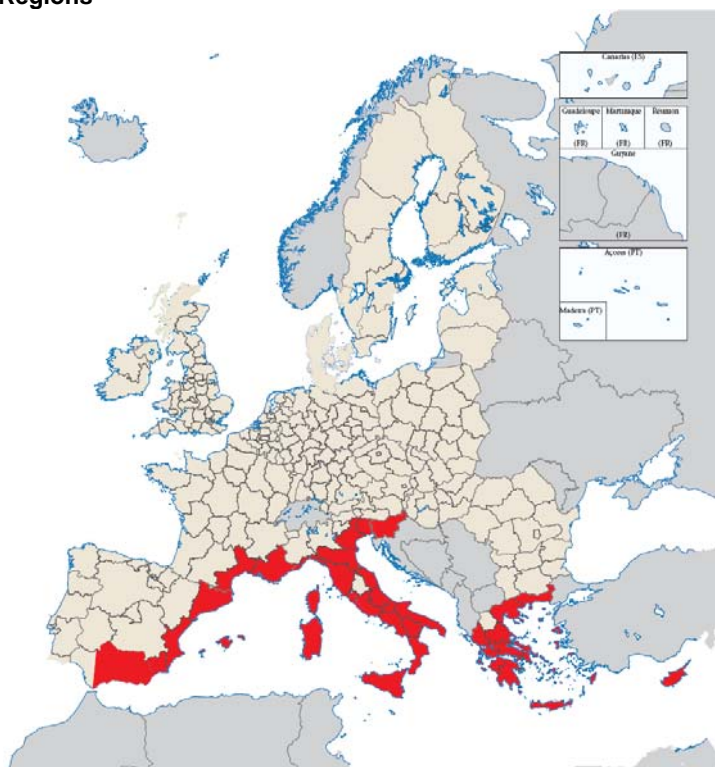 Regions
Canarias (ES)
Guadeloupe Martinique Réunion
(FR) (FR) (FR)
Guyane
(FR)
Açores (PT)
Madeira (PT)